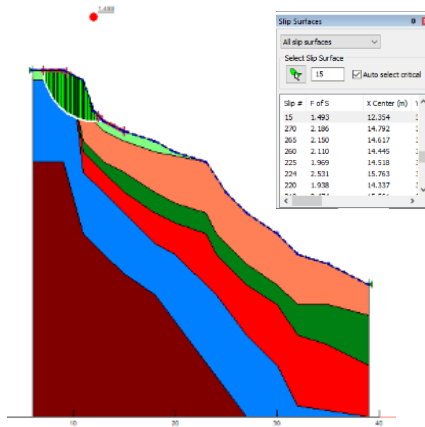 1.493
Slip Surfaces
All slip surfaces
Select Slip Surface
15 Auto select critical
Slip # F of S X Center (m)
15 1.493 12.354
270 2.186 14.792
265 2.150 14.617
260 2.110 14.445
225 1.969 14.518
224 2.531 15.763
220 1.938 14.337
10 20 30 40